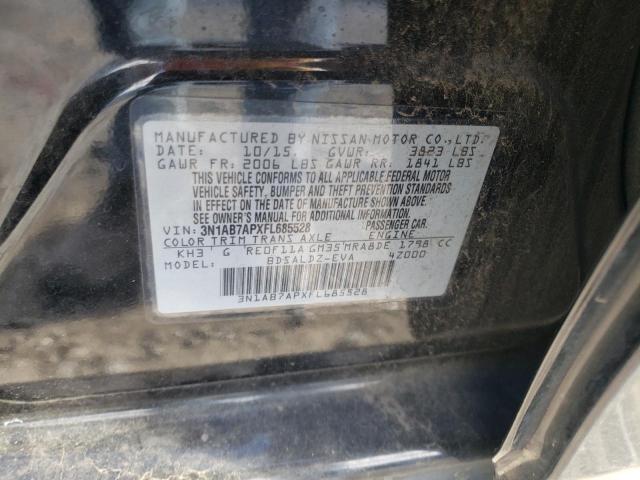 MANUFACTURED BY NISSAN MOTOR CO., LTD.
DATE: 10/15 GVWR: 3823 LBS
GAWR FR: 2006 LBS GAWR RR: 1841 LBS
THIS VEHICLE CONFORMS TO ALL APPLICABLE FEDERAL MOTOR
VEHICLE SAFETY, BUMPER AND THEFT PREVENTION STANDARDS
IN EFFECT ON THE DATE OF MANUFACTURE SHOWN ABOVE.
SEE OWNER'S MANUAL FOR ADDITIONAL INFORMATION.
VIN: 3N1AB7APXFL685528 PASSENGER CAR.
COLOR TRIM TRANS AXLE ENGINE
KH3 G RE0F11A GM35 MRA8DE 1798 CC
MODEL: BDSALDZ-EVA 4Z000
3N1AB7APXFL685528